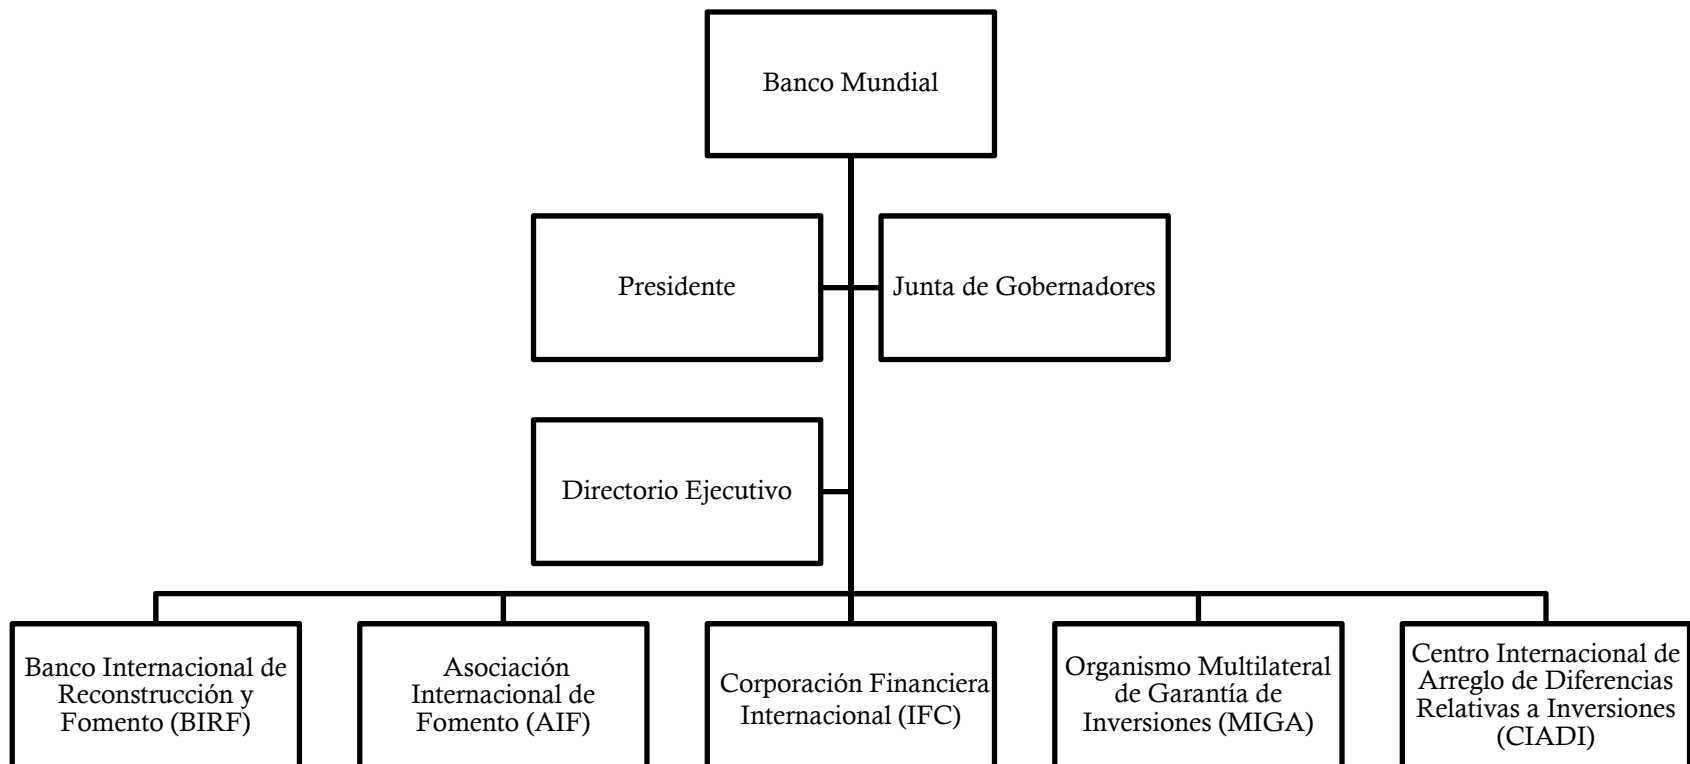 Banco Mundial
Presidente
Junta de Gobernadores
Directorio Ejecutivo
Banco Internacional de
Reconstrucción y
Fomento (BIRF)
Asociación
Internacional de
Fomento (AIF)
Corporación Financiera
Internacional (IFC)
Organismo Multilateral
de Garantía de
Inversiones (MIGA)
Centro Internacional de
Arreglo de Diferencias
Relativas a Inversiones
(CIADI)